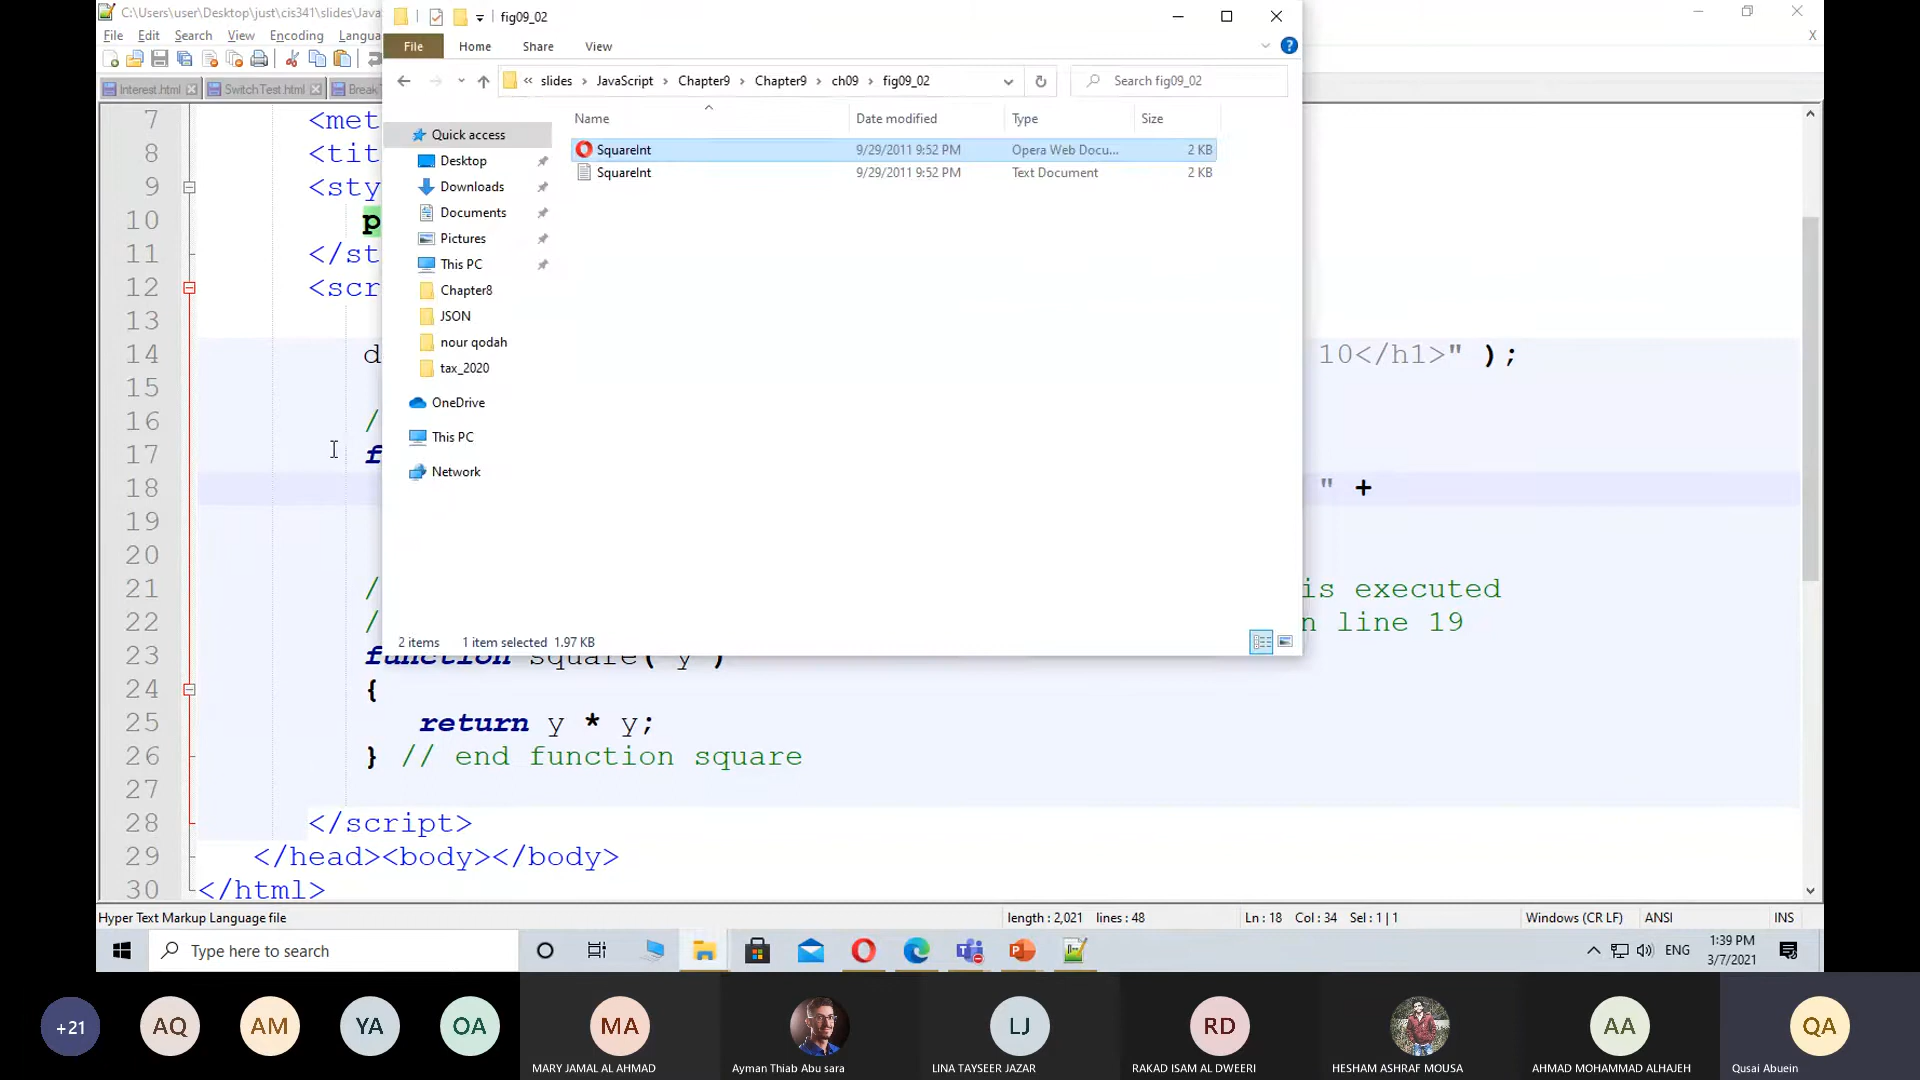 C:\Users\user\Desktop\just\cis341\slides\Java
fig09_02
File Edit Search View Encoding Langua
File Home Share View
X
« slides › JavaScript › Chapter9 › Chapter9 › ch09 › fig09_02
Search fig09_02
Interest.html SwitchTest.html Break
Name Date modified Type Size
SquareInt 9/29/2011 9:52 PM Opera Web Docu... 2 KB
SquareInt 9/29/2011 9:52 PM Text Document 2 KB
Quick access
Desktop
Downloads
Documents
Pictures
This PC
Chapter8
JSON
nour qodah
tax_2020
OneDrive
This PC
Network
2 items 1 item selected 1.97 KB
7 <met
8 <tit
9 <sty
10 p
11 </st
12 <scr
13
14 d 10</h1>" );
15
16 /
17 f
18 " +
19
20
21 / is executed
22 / n line 19
23 function square( y )
24 {
25 return y * y;
26 } // end function square
27
28 </script>
29 </head><body></body>
30 </html>
Hyper Text Markup Language file length : 2,021 lines : 48 Ln : 18 Col : 34 Sel : 1 | 1 Windows (CR LF) ANSI INS
Type here to search
ENG
1:39 PM
3/7/2021
+21 AQ AM YA OA MA LJ RD AA QA
MARY JAMAL AL AHMAD Ayman Thiab Abu sara LINA TAYSEER JAZAR RAKAD ISAM AL DWEERI HESHAM ASHRAF MOUSA AHMAD MOHAMMAD ALHAJEH Qusai Abuein